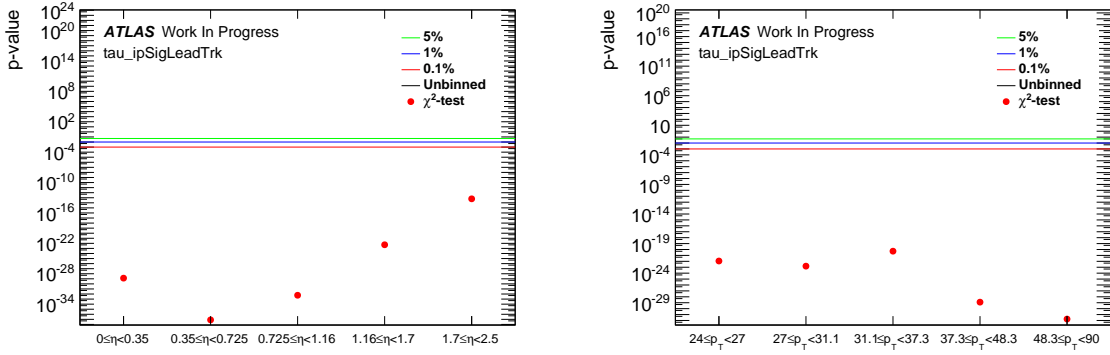 p-value
10^24
10^20
10^14
10^8
10^2
10^-4
10^-10
10^-16
10^-22
10^-28
10^-34
ATLAS Work In Progress
tau_ipSigLeadTrk
5%
1%
0.1%
Unbinned
χ²-test
0≤η<0.35 0.35≤η<0.725 0.725≤η<1.16 1.16≤η<1.7 1.7≤η<2.5
p-value
10^20
10^16
10^11
10^6
10
10^-4
10^-9
10^-14
10^-19
10^-24
10^-29
ATLAS Work In Progress
tau_ipSigLeadTrk
5%
1%
0.1%
Unbinned
χ²-test
24≤p_T<27 27≤p_T<31.1 31.1≤p_T<37.3 37.3≤p_T<48.3 48.3≤p_T<90